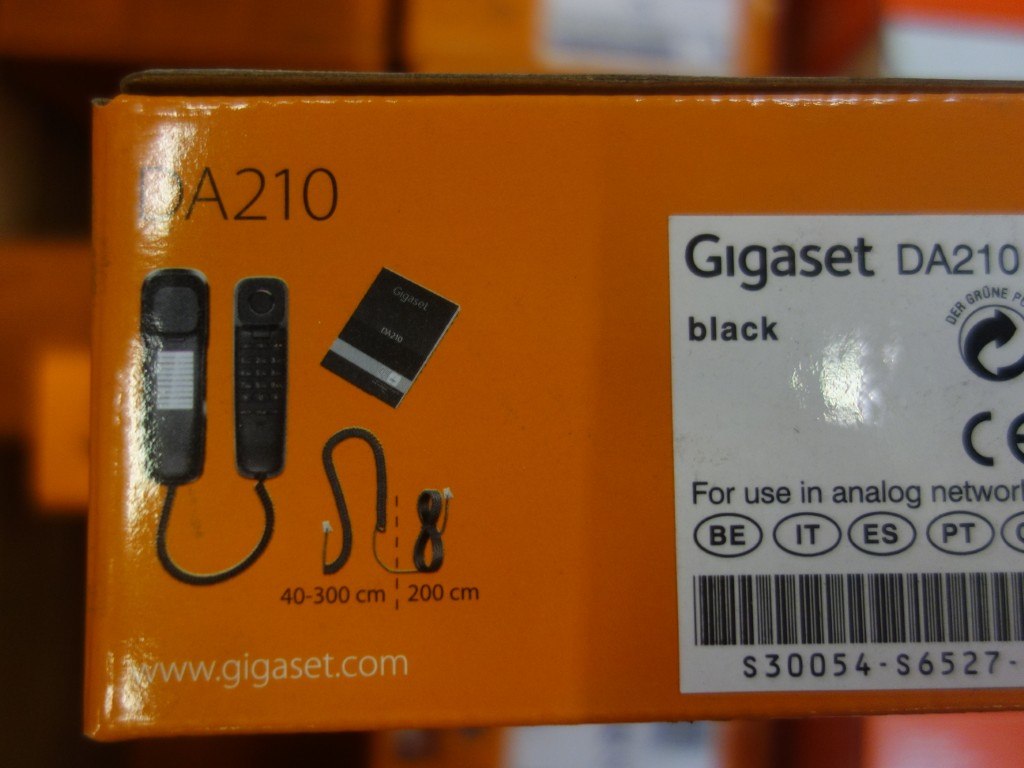 DA210
Gigaset
DA210
40-300 cm
200 cm
www.gigaset.com
Gigaset DA210
black
DER GRÜNE
CE
For use in analog
BE IT ES PT
S30054-S6527-